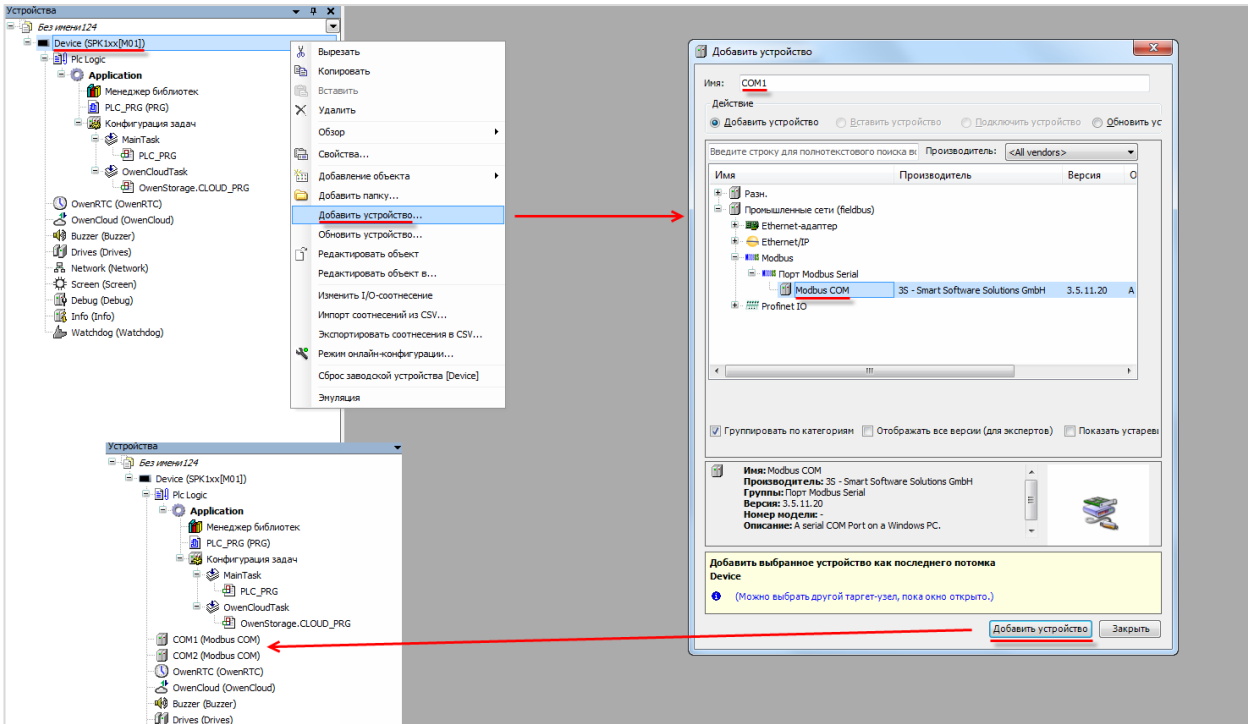 Устройства
Без имени124
Device (SPK1xx[M01])
Plc Logic
Application
Менеджер библиотек
PLC_PRG (PRG)
Конфигурация задач
MainTask
PLC_PRG
OwenCloudTask
OwenStorage.CLOUD_PRG
OwenRTC (OwenRTC)
OwenCloud (OwenCloud)
Buzzer (Buzzer)
Drives (Drives)
Network (Network)
Screen (Screen)
Debug (Debug)
Info (Info)
Watchdog (Watchdog)
Вырезать
Копировать
Вставить
Удалить
Обзор
Свойства...
Добавление объекта
Добавить папку...
Добавить устройство...
Обновить устройство...
Редактировать объект
Редактировать объект в...
Изменить I/O-соотнесение
Импорт соотнесений из CSV...
Экспортировать соотнесения в CSV...
Режим онлайн-конфигурации...
Сброс заводской устройства [Device]
Эмуляция
Добавить устройство
Имя: COM1
Действие
Добавить устройство Вставить устройство Подключить устройство Обновить ус
Введите строку для полнотекстового поиска в Производитель: <All vendors>
Имя Производитель Версия О
Разн.
Промышленные сети (fieldbus)
Ethernet-адаптер
Ethernet/IP
Modbus
Порт Modbus Serial
Modbus COM 3S - Smart Software Solutions GmbH 3.5.11.20 A
Profinet IO
Группировать по категориям Отображать все версии (для экспертов) Показать устарев
Имя: Modbus COM
Производитель: 3S - Smart Software Solutions GmbH
Группы: Порт Modbus Serial
Версия: 3.5.11.20
Номер модели: -
Описание: A serial COM Port on a Windows PC.
Добавить выбранное устройство как последнего потомка
Device
(Можно выбрать другой таргет-узел, пока окно открыто.)
Добавить устройство Закрыть
Устройства
Без имени124
Device (SPK1xx[M01])
Plc Logic
Application
Менеджер библиотек
PLC_PRG (PRG)
Конфигурация задач
MainTask
PLC_PRG
OwenCloudTask
OwenStorage.CLOUD_PRG
COM1 (Modbus COM)
COM2 (Modbus COM)
OwenRTC (OwenRTC)
OwenCloud (OwenCloud)
Buzzer (Buzzer)
Drives (Drives)